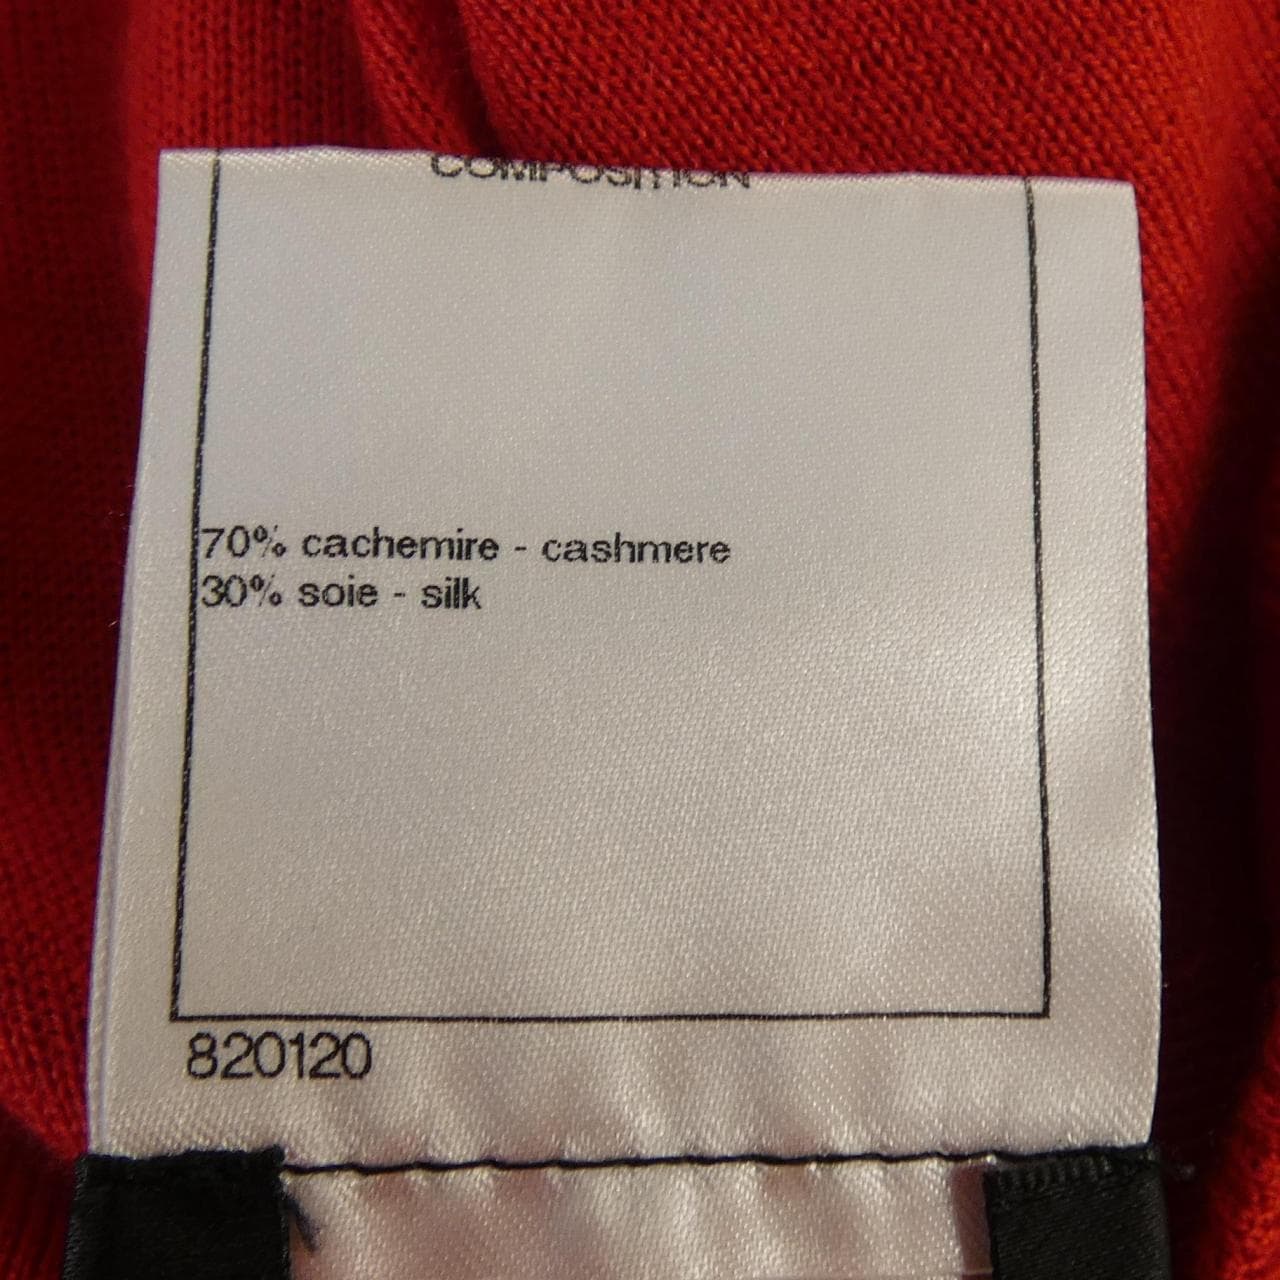 COMPOSITION
70% cachemire - cashmere
30% soie - silk
820120